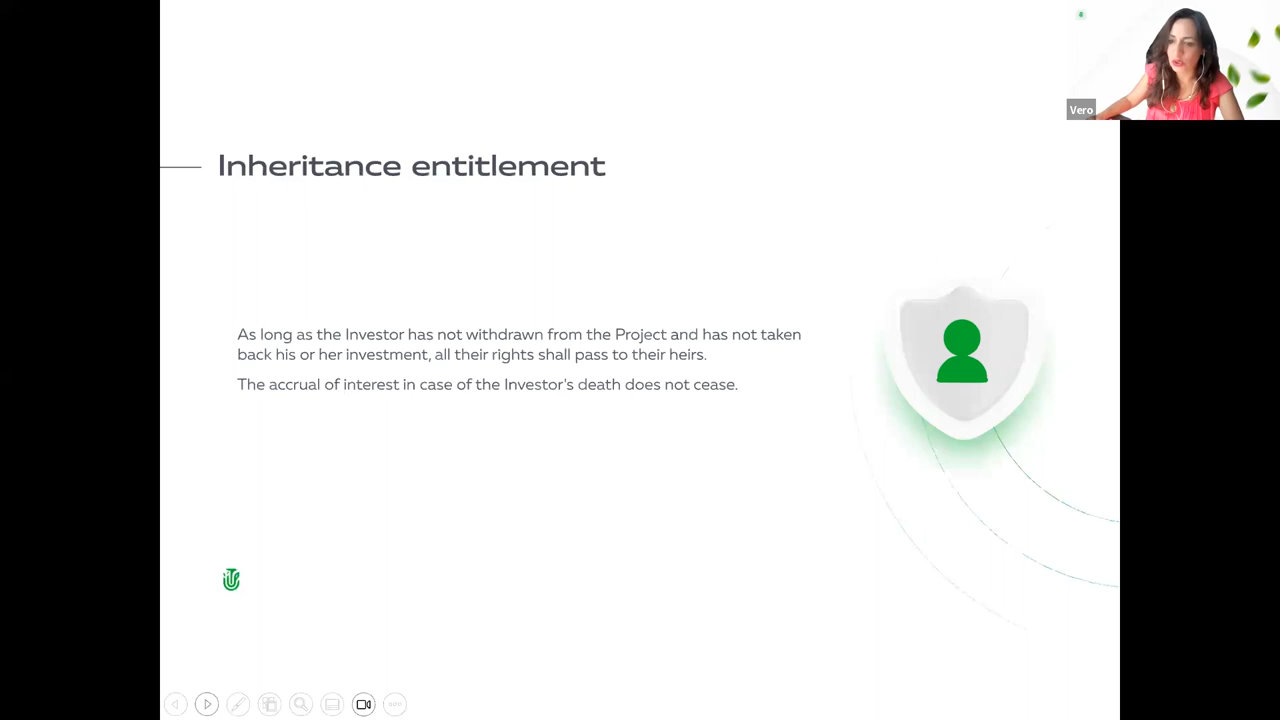 Vero
Inheritance entitlement
As long as the Investor has not withdrawn from the Project and has not taken
back his or her investment, all their rights shall pass to their heirs.
The accrual of interest in case of the Investor's death does not cease.